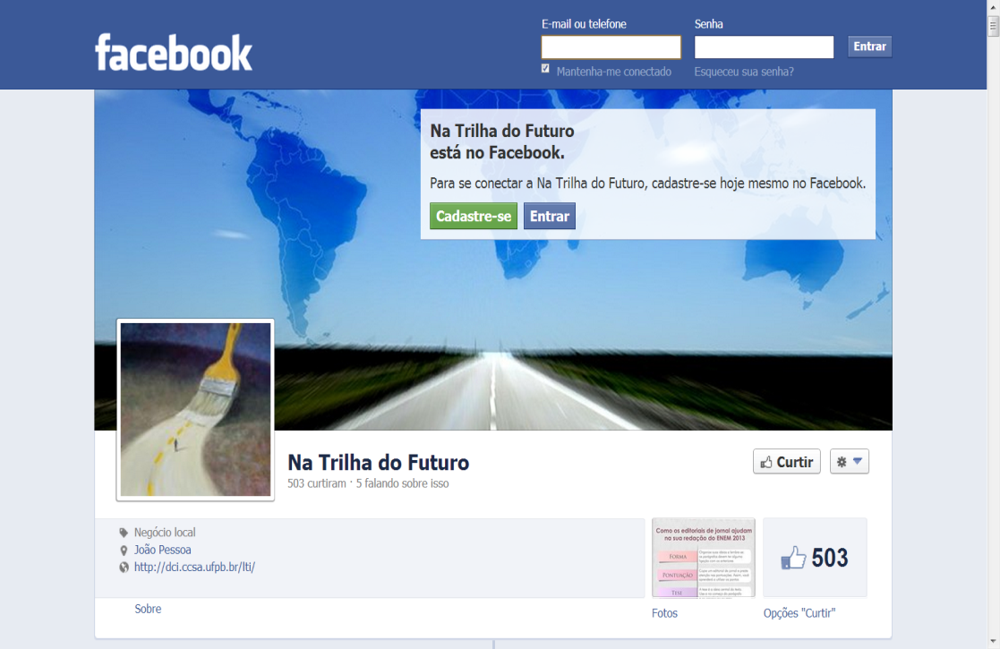 E-mail ou telefone
Senha
facebook
Entrar
Mantenha-me conectado
Esqueceu sua senha?
Na Trilha do Futuro
está no Facebook.
Para se conectar a Na Trilha do Futuro, cadastre-se hoje mesmo no Facebook.
Cadastre-se
Entrar
Na Trilha do Futuro
503 curtiram · 5 falando sobre isso
Curtir
Negócio local
João Pessoa
http://dci.ccsa.ufpb.br/lti/
Sobre
Como os editoriais de jornal ajudam
na sua redação do ENEM 2013
Forma
Pontuação
Tese
Fotos
503
Opções "Curtir"